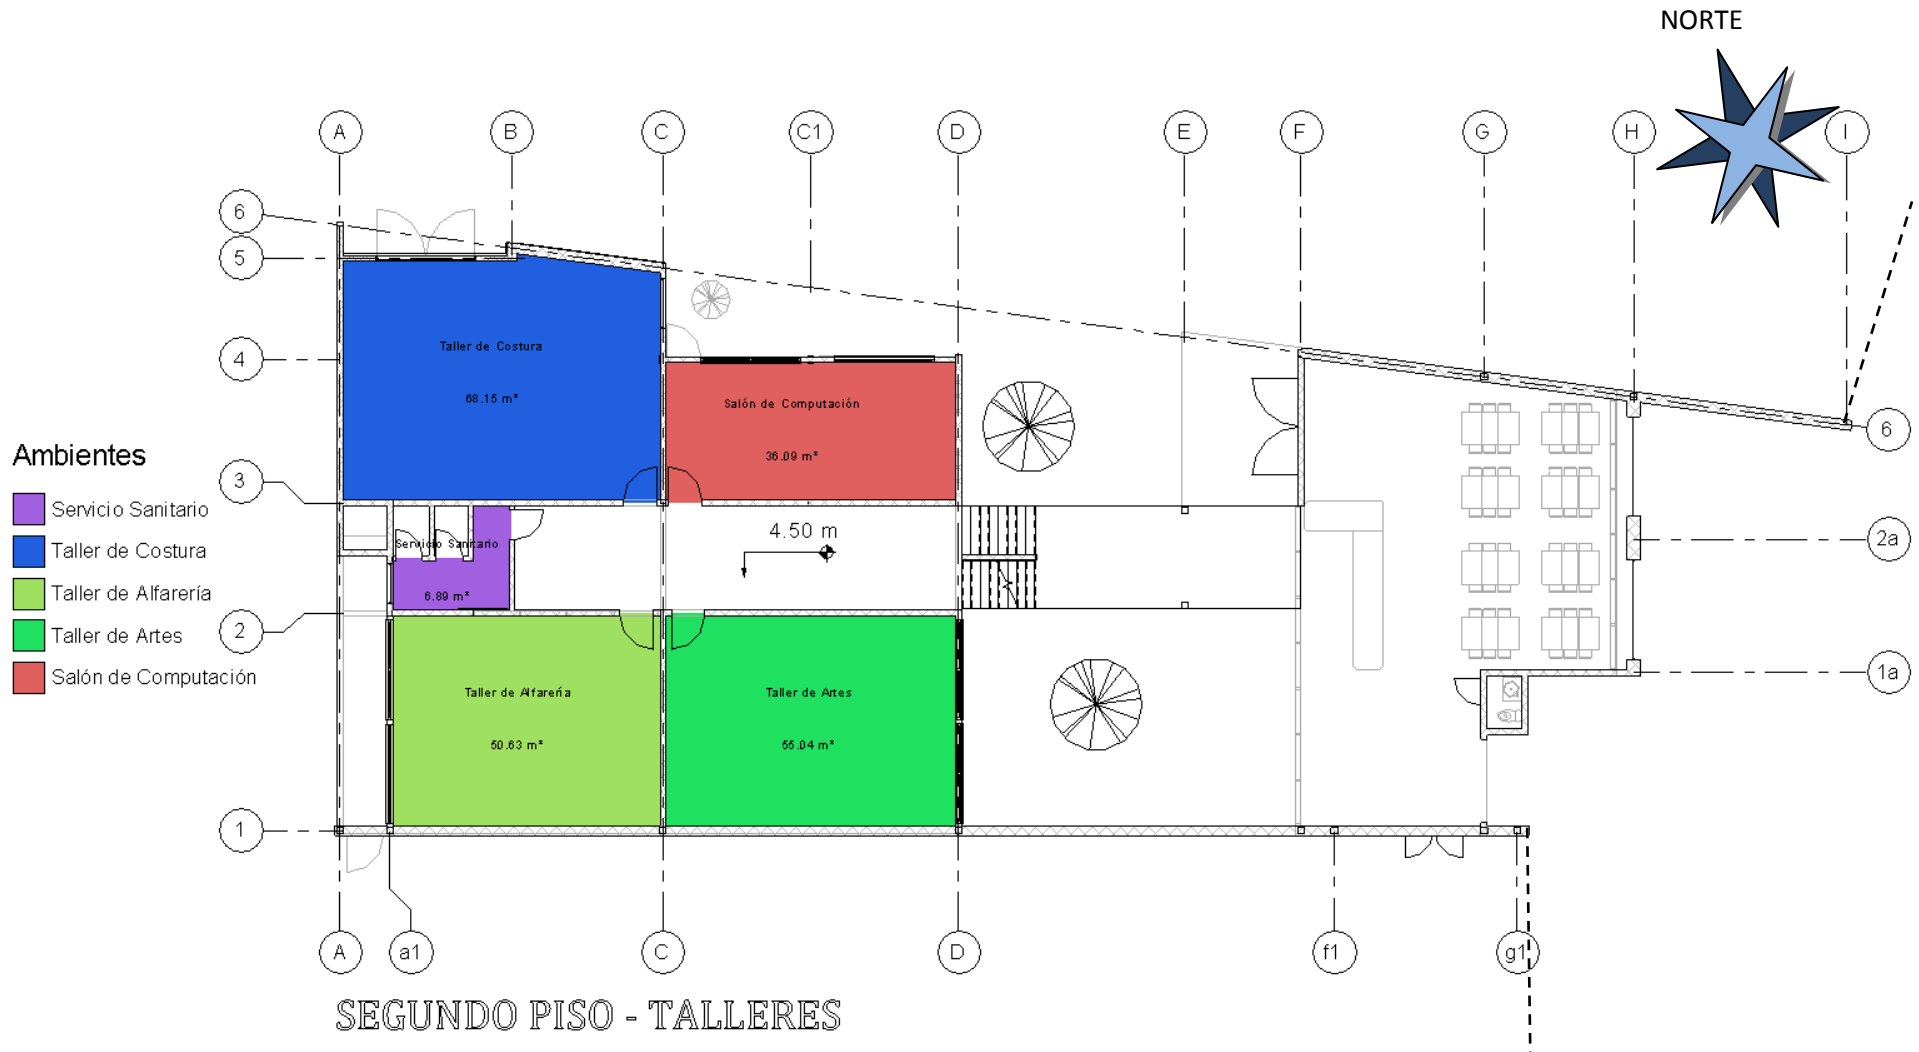 NORTE
A B C C1 D E F G H I
6
5
4
3
2
1
6
2a
1a
Taller de Costura
68.15 m²
Salón de Computación
36.09 m²
Ambientes
Servicio Sanitario
Taller de Costura
Taller de Alfarería
Taller de Artes
Salón de Computación
4.50 m
Servicio Sanitario
6.89 m²
Taller de Alfarería
50.63 m²
Taller de Artes
55.04 m²
A a1 C D f1 g1
SEGUNDO PISO - TALLERES